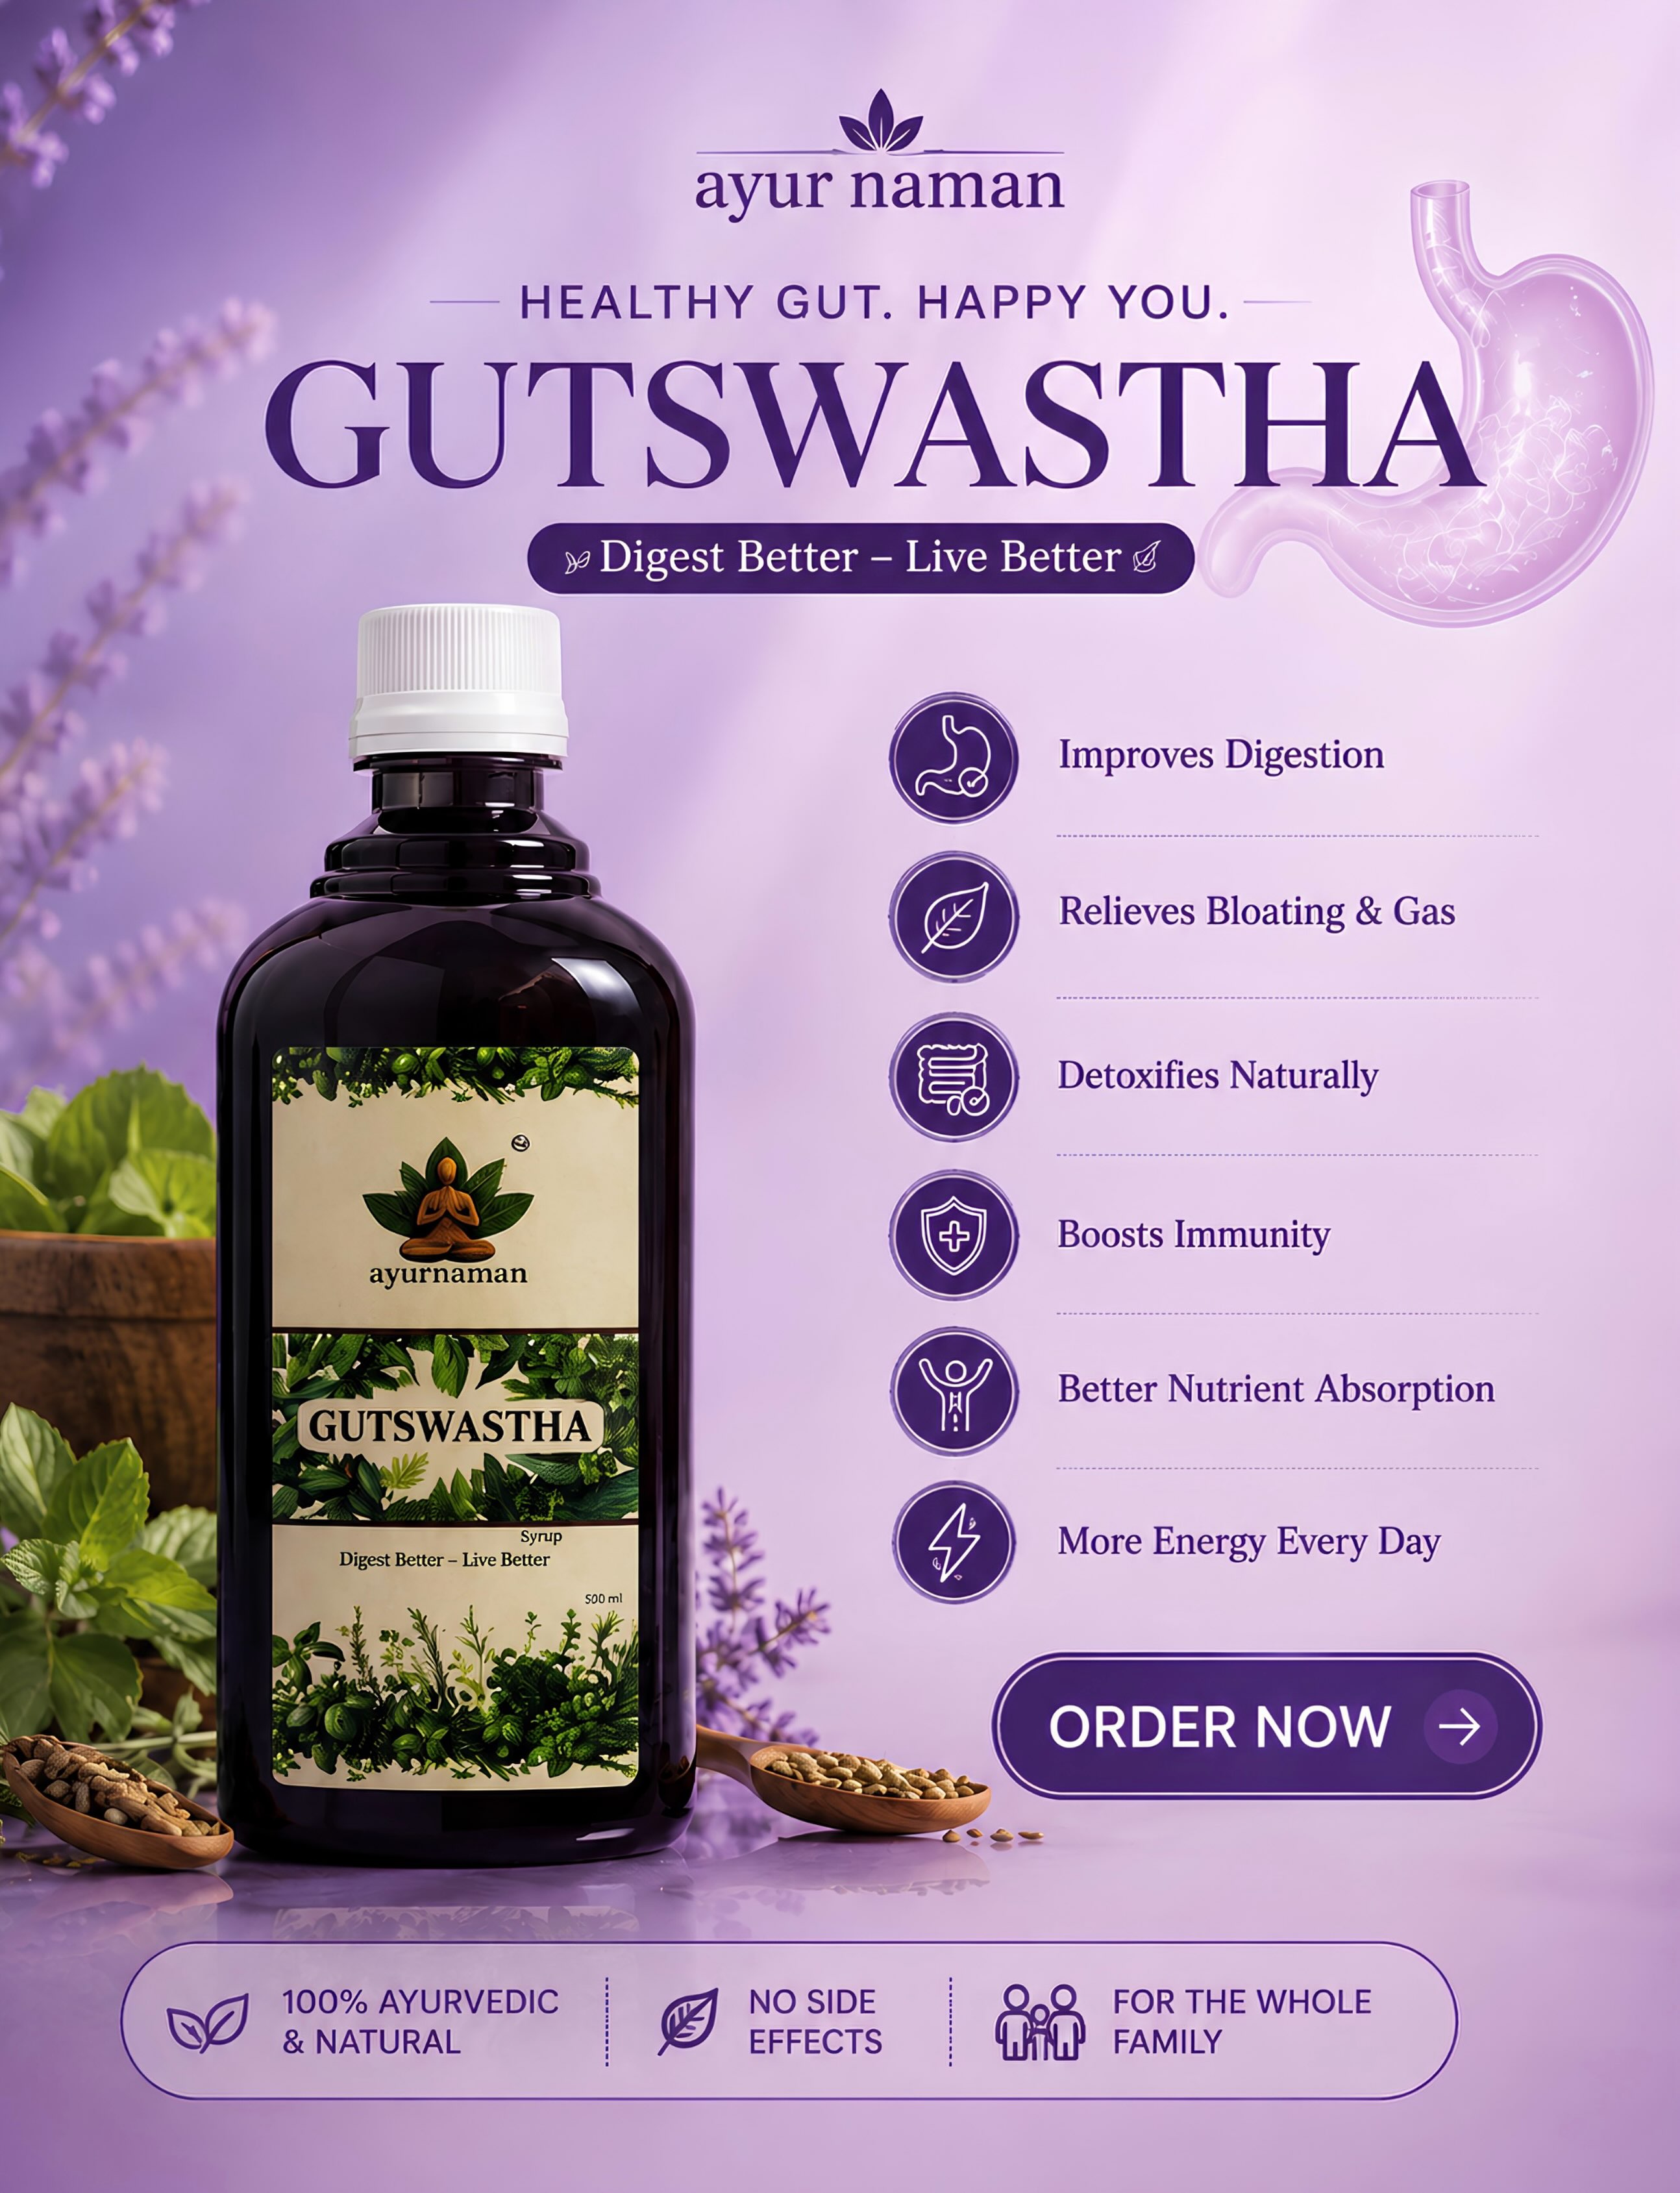 ayur naman
HEALTHY GUT. HAPPY YOU.
GUTSWASTHA
Digest Better – Live Better
Improves Digestion
Relieves Bloating & Gas
Detoxifies Naturally
Boosts Immunity
Better Nutrient Absorption
More Energy Every Day
ORDER NOW
ayurnaman
GUTSWASTHA
Syrup
Digest Better – Live Better
500 ml
100% AYURVEDIC
& NATURAL
NO SIDE
EFFECTS
FOR THE WHOLE
FAMILY